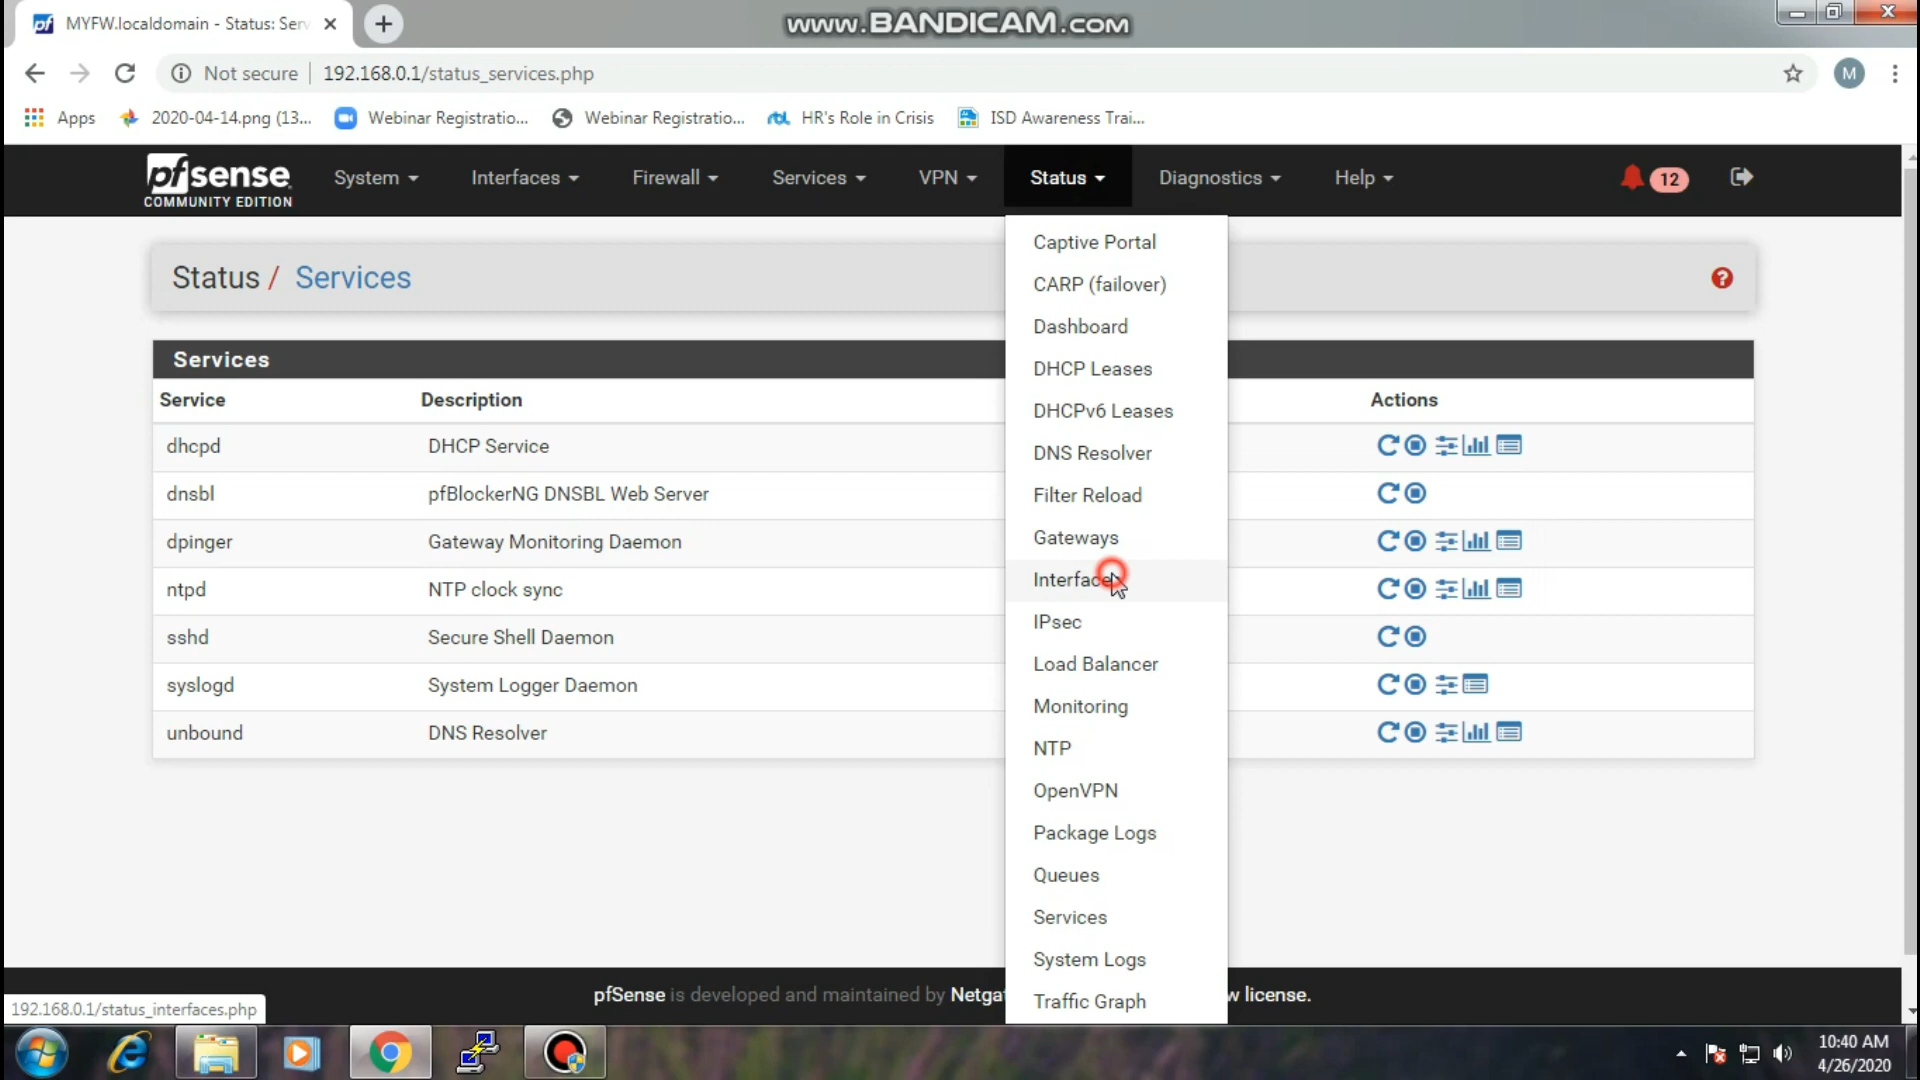 MYFW.localdomain - Status: Serv
www.BANDICAM.com
Not secure
192.168.0.1/status_services.php
M
Apps
2020-04-14.png (13...
Webinar Registratio...
Webinar Registratio...
HR's Role in Crisis
ISD Awareness Trai...
pfsense
COMMUNITY EDITION
System
Interfaces
Firewall
Services
VPN
Status
Diagnostics
Help
12
Status / Services
Captive Portal
CARP (failover)
Dashboard
DHCP Leases
DHCPv6 Leases
DNS Resolver
Filter Reload
Gateways
Interfaces
IPsec
Load Balancer
Monitoring
NTP
OpenVPN
Package Logs
Queues
Services
System Logs
Traffic Graph
Services
Service Description Actions
dhcpd DHCP Service
dnsbl pfBlockerNG DNSBL Web Server
dpinger Gateway Monitoring Daemon
ntpd NTP clock sync
sshd Secure Shell Daemon
syslogd System Logger Daemon
unbound DNS Resolver
pfSense is developed and maintained by Netga w license.
192.168.0.1/status_interfaces.php
10:40 AM
4/26/2020